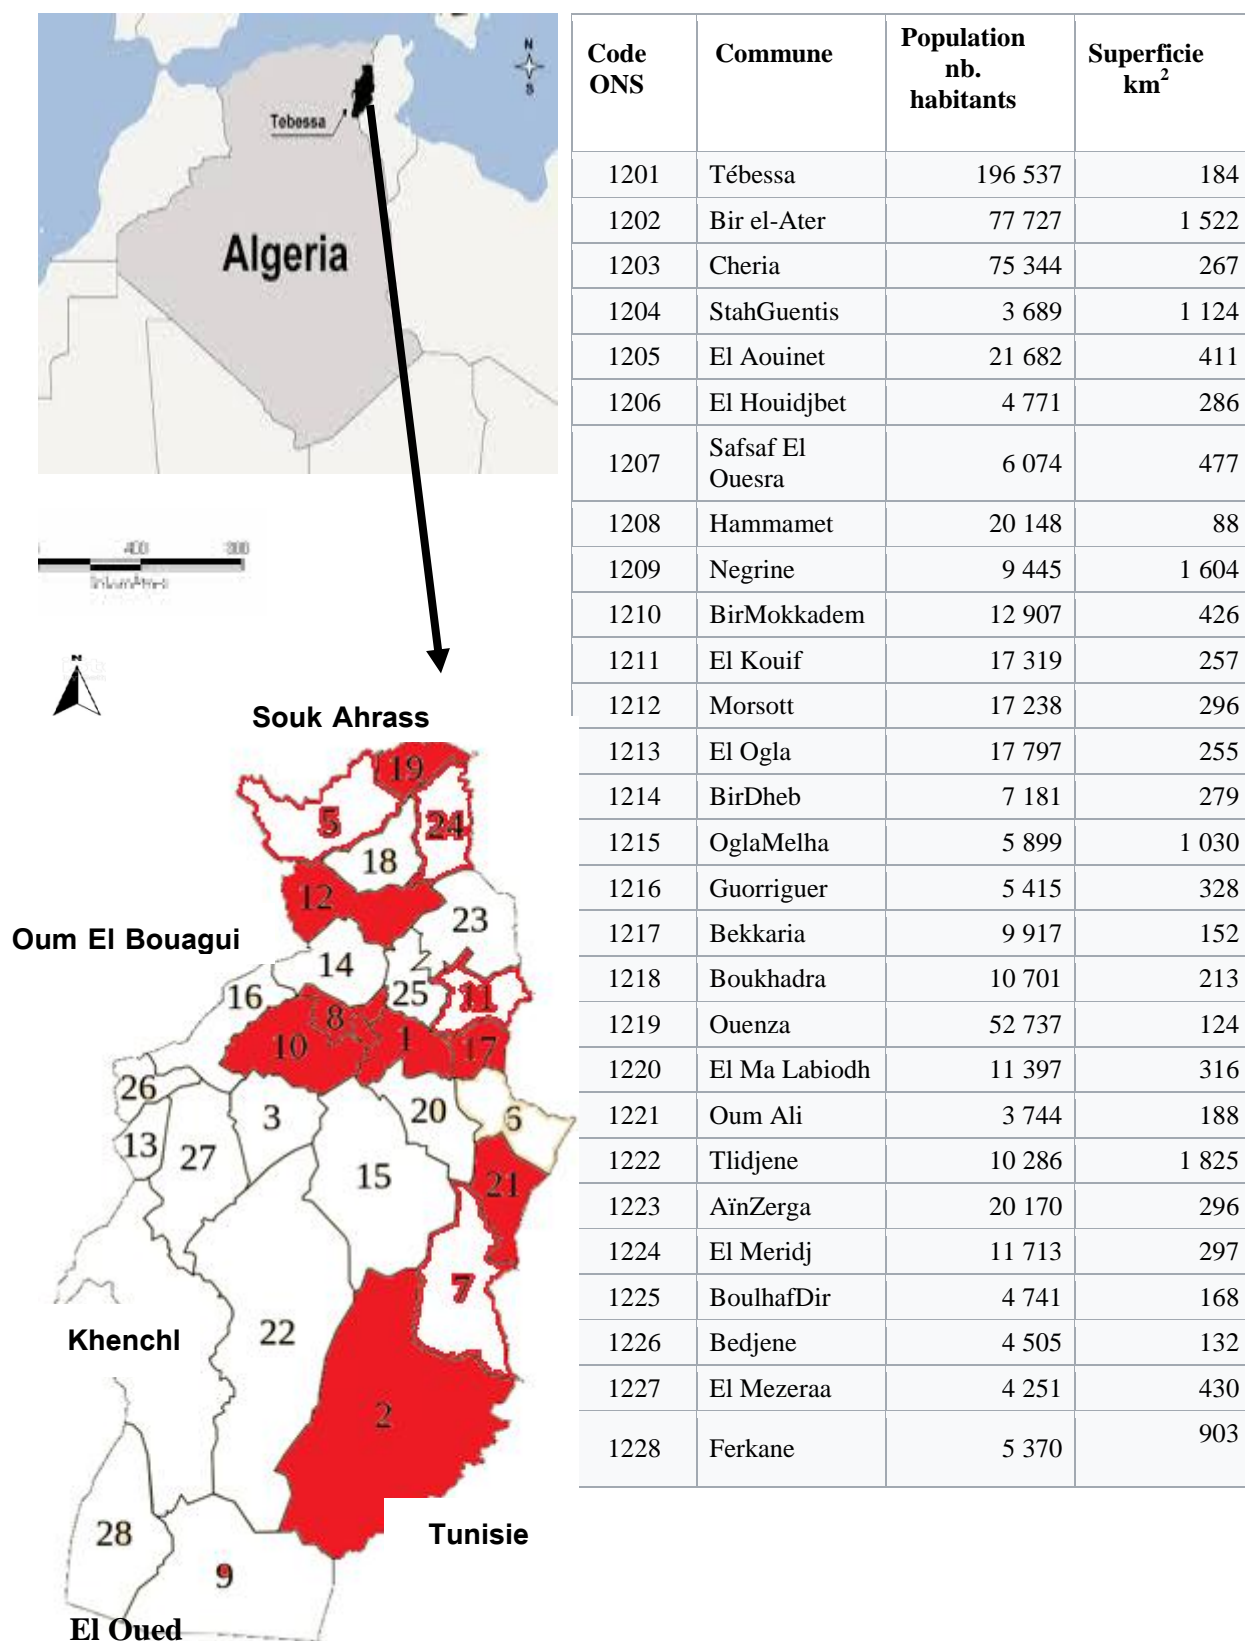 N
S
Tebessa
Algeria
400
800
N
Code ONS | Commune | Population nb. habitants | Superficie km²
1201 | Tébessa | 196 537 | 184
1202 | Bir el-Ater | 77 727 | 1 522
1203 | Cheria | 75 344 | 267
1204 | StahGuentis | 3 689 | 1 124
1205 | El Aouinet | 21 682 | 411
1206 | El Houidjbet | 4 771 | 286
1207 | Safsaf El Ouesra | 6 074 | 477
1208 | Hammamet | 20 148 | 88
1209 | Negrine | 9 445 | 1 604
1210 | BirMokkadem | 12 907 | 426
1211 | El Kouif | 17 319 | 257
1212 | Morsott | 17 238 | 296
1213 | El Ogla | 17 797 | 255
1214 | BirDheb | 7 181 | 279
1215 | OglaMelha | 5 899 | 1 030
1216 | Guorriguer | 5 415 | 328
1217 | Bekkaria | 9 917 | 152
1218 | Boukhadra | 10 701 | 213
1219 | Ouenza | 52 737 | 124
1220 | El Ma Labiodh | 11 397 | 316
1221 | Oum Ali | 3 744 | 188
1222 | Tlidjene | 10 286 | 1 825
1223 | AïnZerga | 20 170 | 296
1224 | El Meridj | 11 713 | 297
1225 | BoulhafDir | 4 741 | 168
1226 | Bedjene | 4 505 | 132
1227 | El Mezeraa | 4 251 | 430
1228 | Ferkane | 5 370 | 903
Souk Ahrass
19
5
24
18
12
23
Oum El Bouagui
14
16
25
11
8
10
1
17
26
3
20
6
13
27
15
21
7
22
Khenchl
2
28
Tunisie
9
El Oued